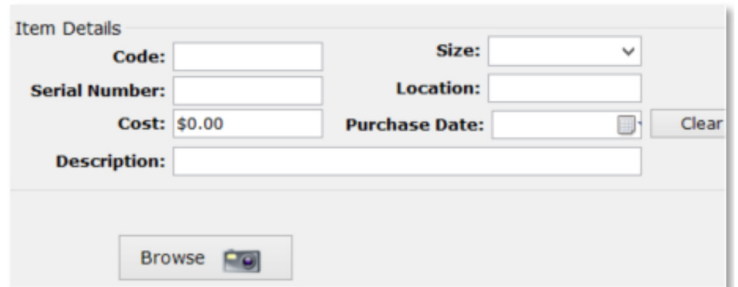 Item Details
Code: Size:
Serial Number: Location:
Cost: $0.00 Purchase Date: Clear
Description:
Browse